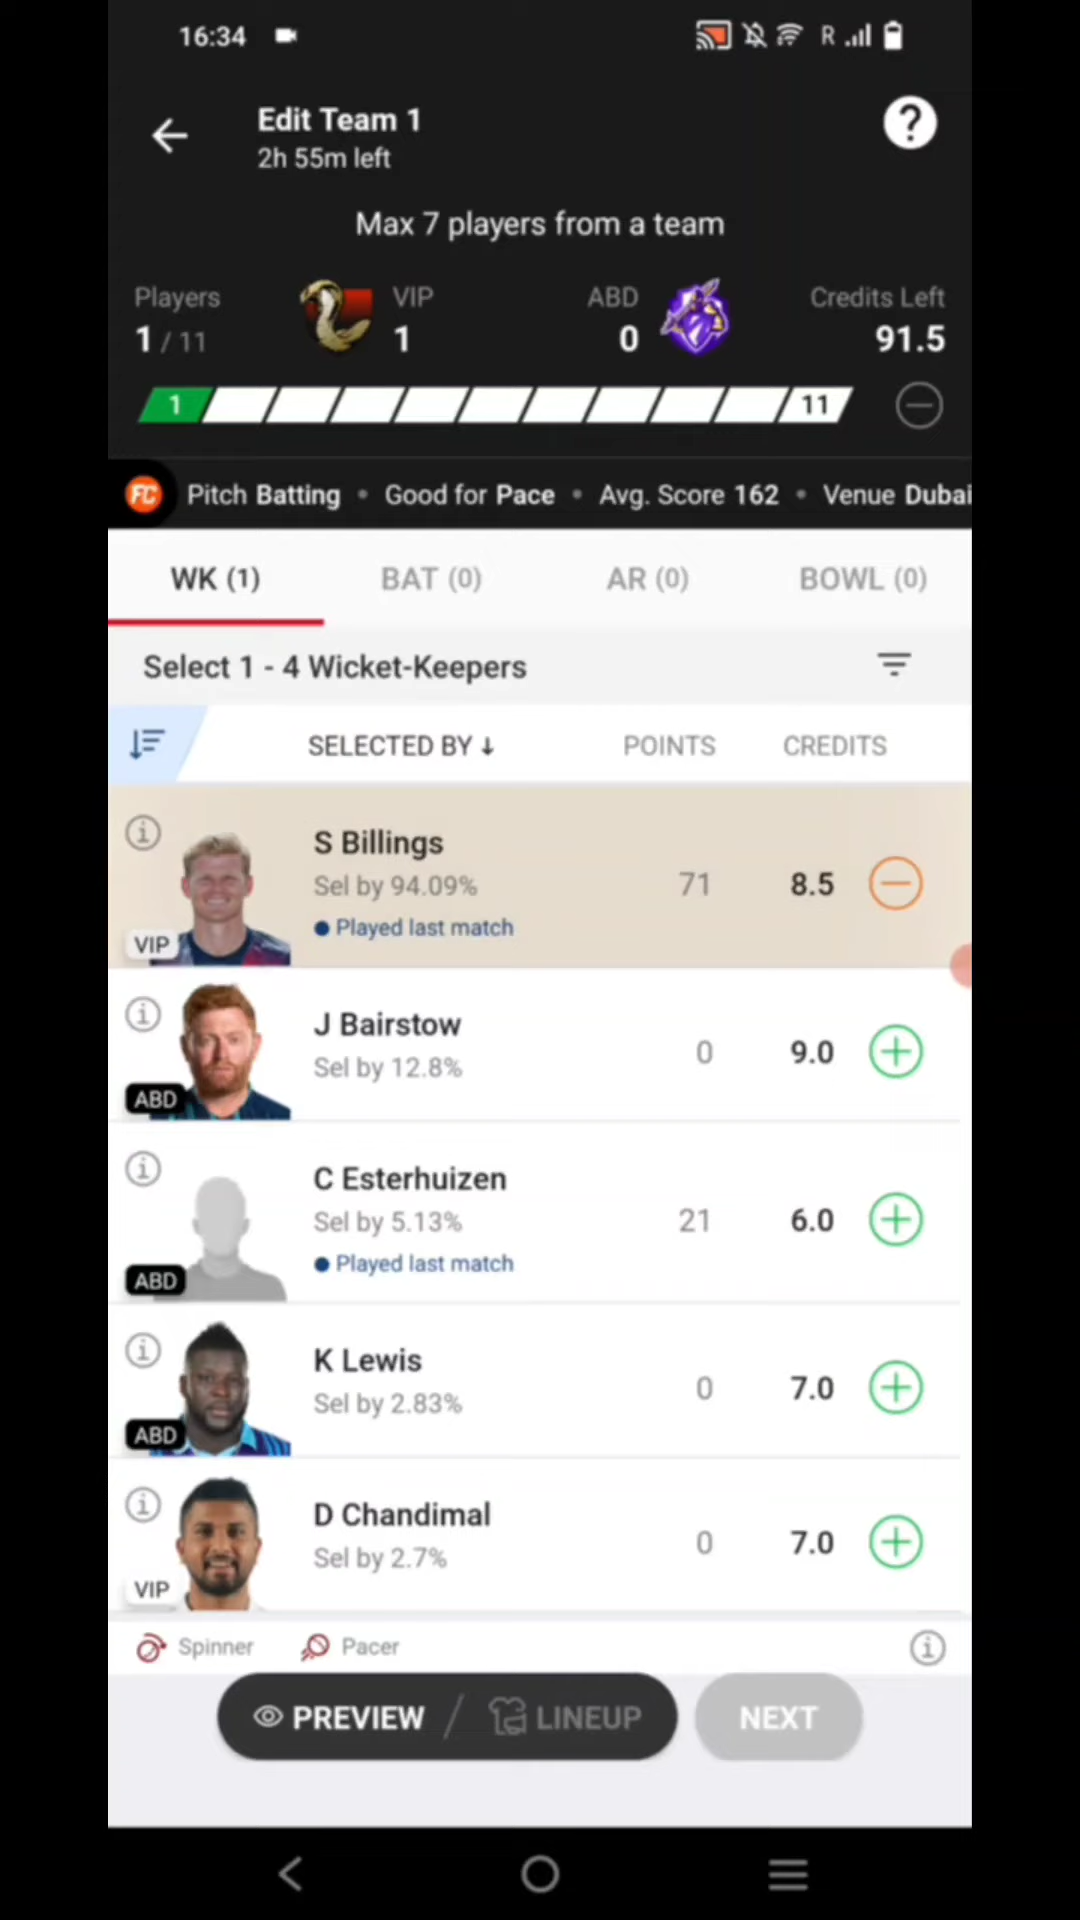 16:34 R
Edit Team 1
2h 55m left
?
Max 7 players from a team
Players VIP ABD Credits Left
1 / 11 1 0 91.5
1 11
FC Pitch Batting • Good for Pace • Avg. Score 162 • Venue Dubai
WK (1) BAT (0) AR (0) BOWL (0)
Select 1 - 4 Wicket-Keepers
SELECTED BY ↓ POINTS CREDITS
S Billings
Sel by 94.09% 71 8.5
Played last match
VIP
J Bairstow
Sel by 12.8% 0 9.0
ABD
C Esterhuizen
Sel by 5.13% 21 6.0
Played last match
ABD
K Lewis
Sel by 2.83% 0 7.0
ABD
D Chandimal
Sel by 2.7% 0 7.0
VIP
Spinner Pacer
PREVIEW / LINEUP NEXT